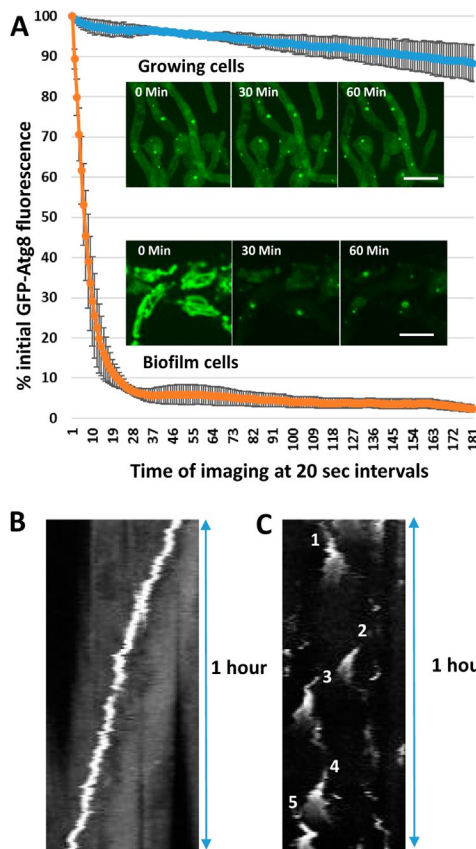 A
% initial GFP-Atg8 fluorescence
100
90
80
70
60
50
40
30
20
10
0
Growing cells
0 Min 30 Min 60 Min
0 Min 30 Min 60 Min
Biofilm cells
1 10 19 28 37 46 55 64 73 82 91 100 109 118 127 136 145 154 163 172 181
Time of imaging at 20 sec intervals
B
1 hour
C
1
2
3
4
5
1 hou